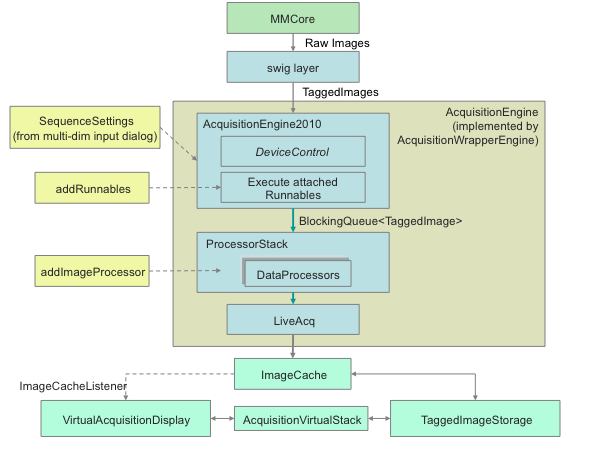 MMCore
Raw Images
swig layer
TaggedImages
SequenceSettings
(from multi-dim input dialog)
AcquisitionEngine
(implemented by
AcquisitionWrapperEngine)
AcquisitionEngine2010
DeviceControl
addRunnables
Execute attached
Runnables
BlockingQueue<TaggedImage>
ProcessorStack
addImageProcessor
DataProcessors
LiveAcq
ImageCache
ImageCacheListener
VirtualAcquisitionDisplay
AcquisitionVirtualStack
TaggedImageStorage